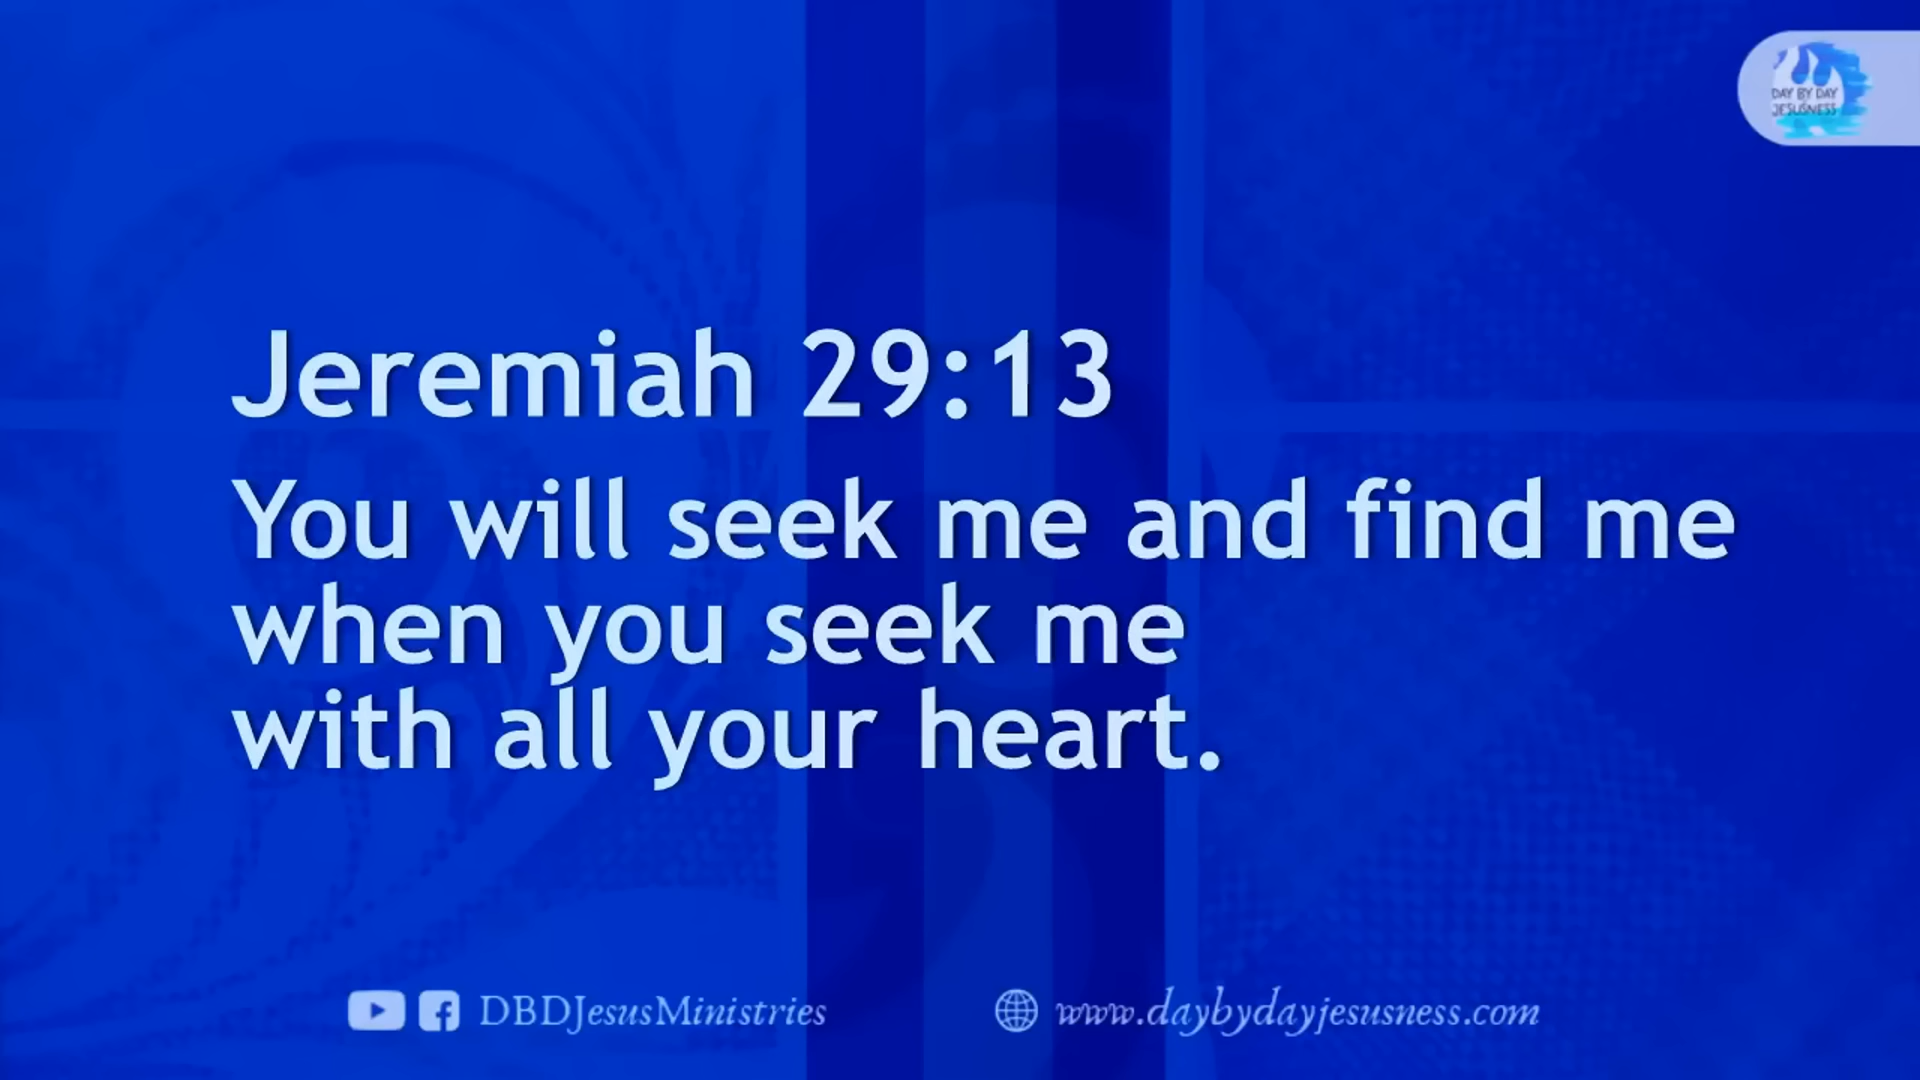 DAY BY DAY
JESUSNESS
Jeremiah 29:13
You will seek me and find me
when you seek me
with all your heart.
DBDJesusMinistries
www.daybydayjesusness.com